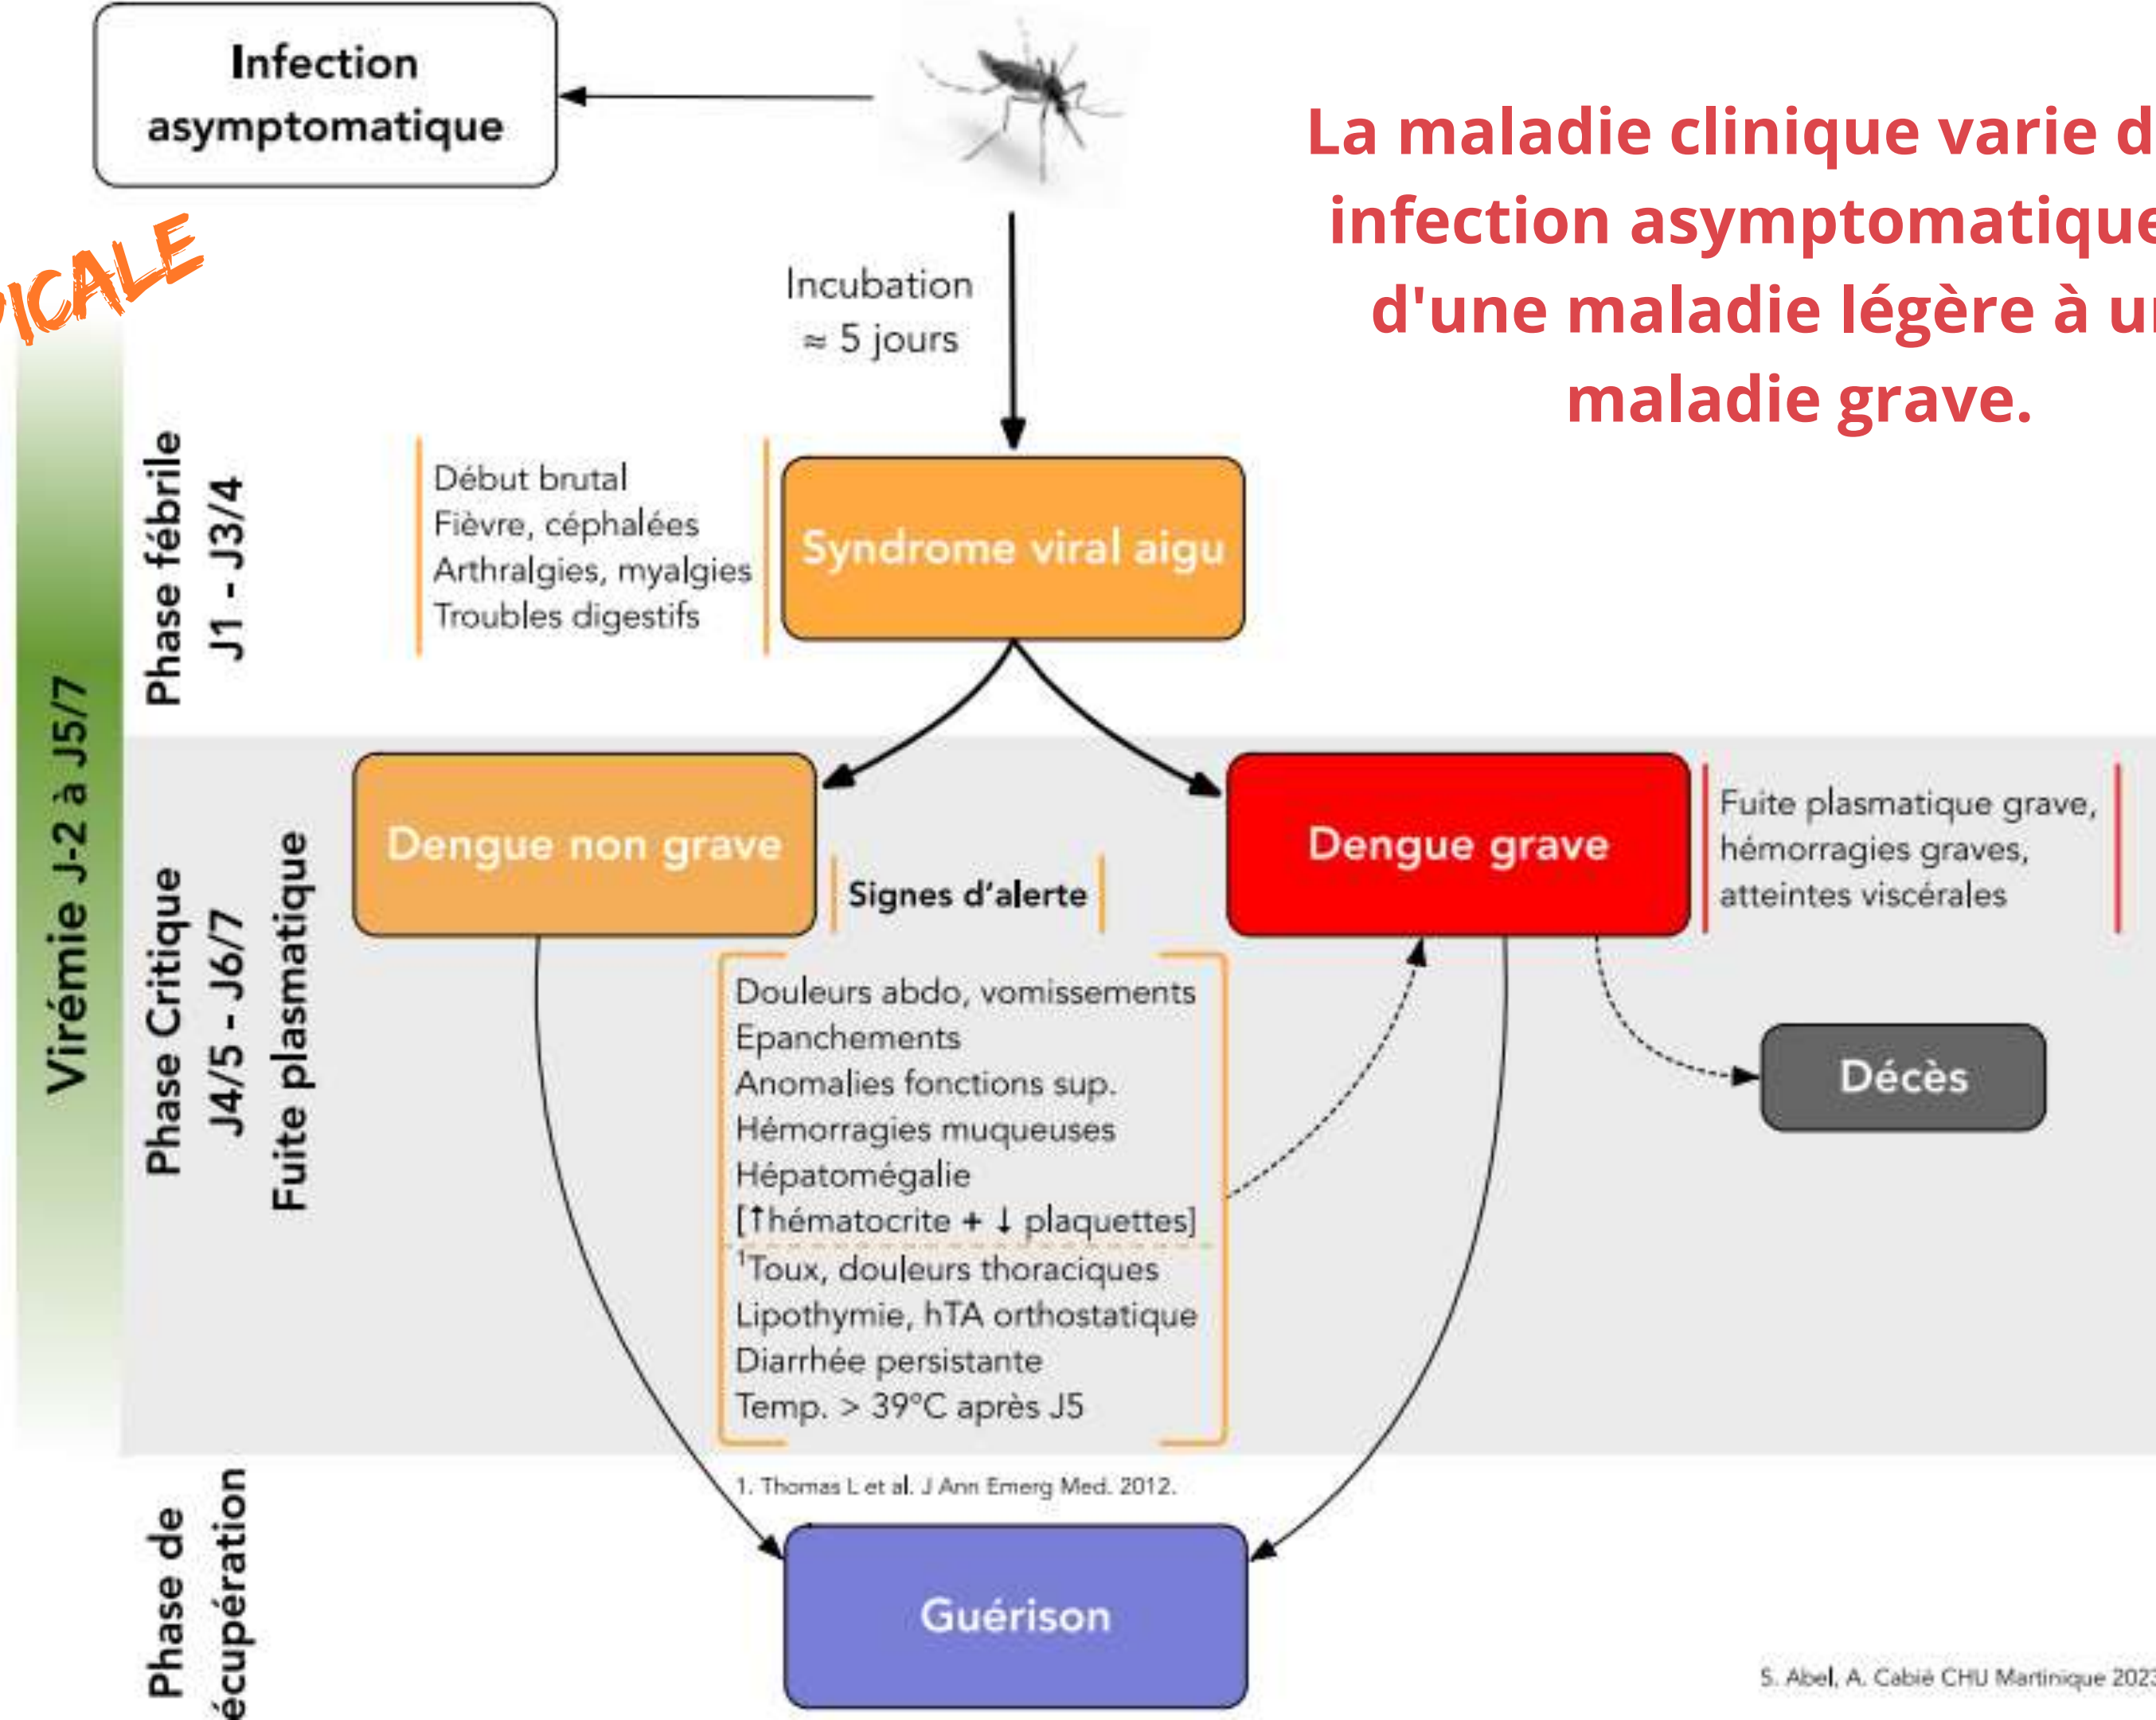 Infection
asymptomatique
La maladie clinique varie d
infection asymptomatique
d'une maladie légère à u
maladie grave.
PICALE
Incubation
≈ 5 jours
Virémie J-2 à J5/7
Phase fébrile
J1 - J3/4
Début brutal
Fièvre, céphalées
Arthralgies, myalgies
Troubles digestifs
Syndrome viral aigu
Phase Critique
J4/5 - J6/7
Fuite plasmatique
Dengue non grave
Signes d'alerte
Dengue grave
Fuite plasmatique grave,
hémorragies graves,
atteintes viscérales
Douleurs abdo, vomissements
Epanchements
Anomalies fonctions sup.
Hémorragies muqueuses
Hépatomégalie
[↑hématocrite + ↓ plaquettes]
¹Toux, douleurs thoraciques
Lipothymie, hTA orthostatique
Diarrhée persistante
Temp. > 39°C après J5
Décès
1. Thomas L et al. J Ann Emerg Med. 2012.
Phase de
écupération
Guérison
S. Abel, A. Cabié CHU Martinique 2023